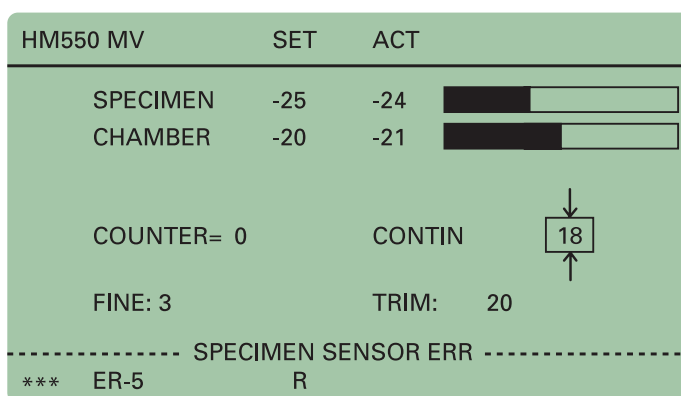 HM550 MV SET ACT
SPECIMEN -25 -24
CHAMBER -20 -21
COUNTER= 0 CONTIN 18
FINE: 3 TRIM: 20
--------------- SPECIMEN SENSOR ERR ----------------
*** ER-5 R